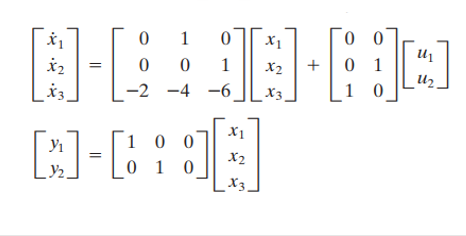 [ẋ₁ ẋ₂ ẋ₃] = [0 1 0; 0 0 1; −2 −4 −6] [x₁ x₂ x₃] + [0 0; 0 1; 1 0] [u₁ u₂]
[y₁ y₂] = [1 0 0; 0 1 0] [x₁ x₂ x₃]